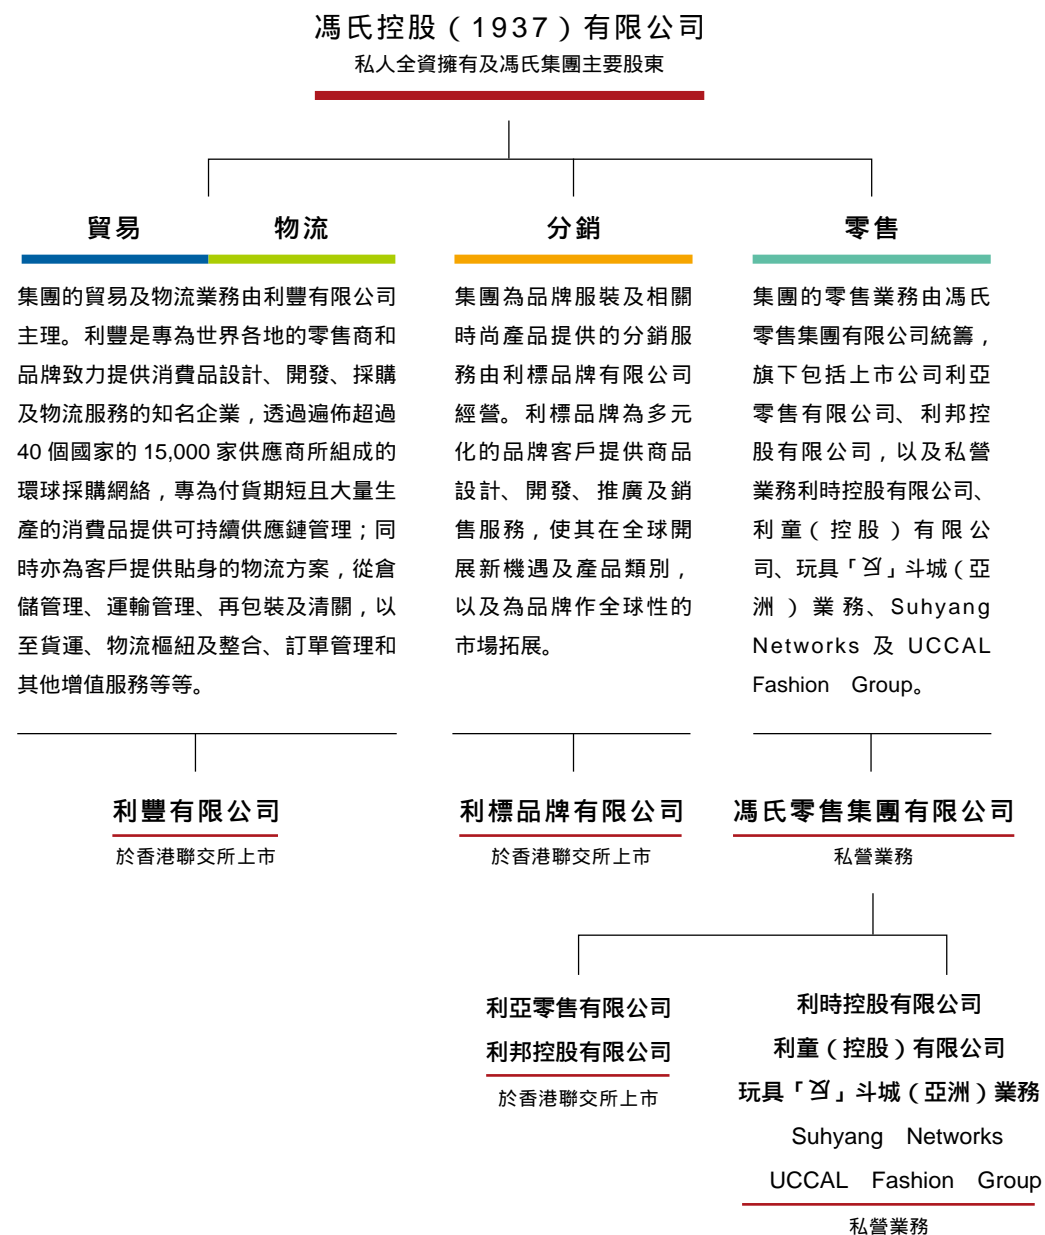 馮氏控股（1937）有限公司
私人全資擁有及馮氏集團主要股東
貿易
物流
集團的貿易及物流業務由利豐有限公司
主理。利豐是專為世界各地的零售商和
品牌致力提供消費品設計、開發、採購
及物流服務的知名企業，透過遍佈超過
40 個國家的 15,000 家供應商所組成的
環球採購網絡，專為付貨期短且大量生
產的消費品提供可持續供應鏈管理；同
時亦為客戶提供貼身的物流方案，從倉
儲管理、運輸管理、再包裝及清關，以
至貨運、物流樞紐及整合、訂單管理和
其他增值服務等等。
分銷
集團為品牌服裝及相關
時尚產品提供的分銷服
務由利標品牌有限公司
經營。利標品牌為多元
化的品牌客戶提供商品
設計、開發、推廣及銷
售服務，使其在全球開
展新機遇及產品類別，
以及為品牌作全球性的
市場拓展。
零售
集團的零售業務由馮氏
零售集團有限公司統籌，
旗下包括上市公司利亞
零售有限公司、利邦控
股有限公司，以及私營
業務利時控股有限公司、
利童（控股）有限公
司、玩具「反」斗城（亞
洲）業務、Suhyang
Networks 及 UCCAL
Fashion Group。
利豐有限公司
於香港聯交所上市
利標品牌有限公司
於香港聯交所上市
馮氏零售集團有限公司
私營業務
利亞零售有限公司
利邦控股有限公司
於香港聯交所上市
利時控股有限公司
利童（控股）有限公司
玩具「反」斗城（亞洲）業務
Suhyang Networks
UCCAL Fashion Group
私營業務